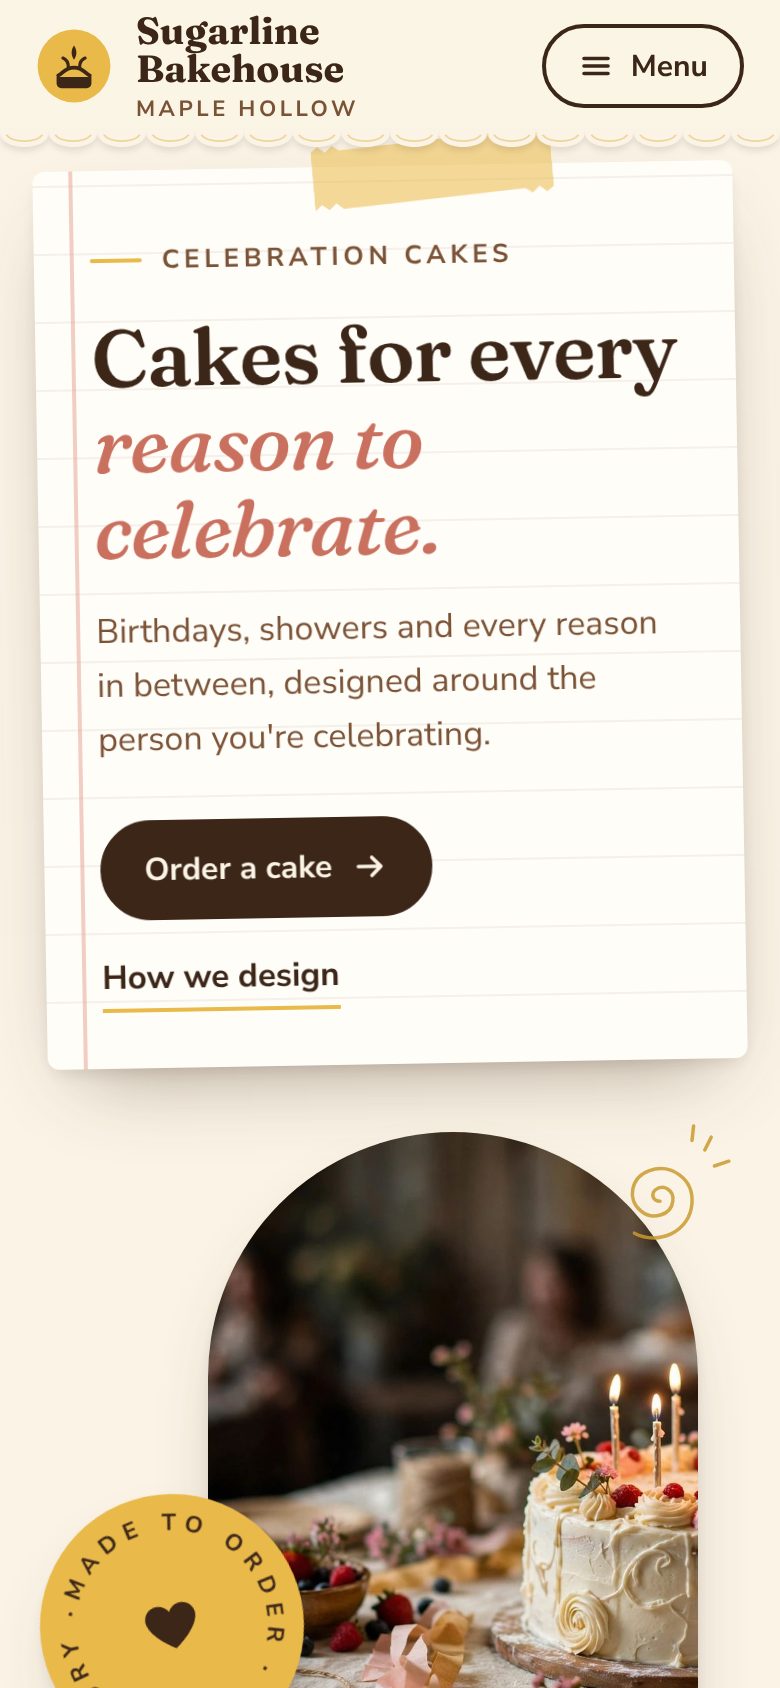 Sugarline
Bakehouse
MAPLE HOLLOW
Menu
CELEBRATION CAKES
Cakes for every
reason to
celebrate.
Birthdays, showers and every reason
in between, designed around the
person you're celebrating.
Order a cake
How we design
· MADE TO ORDER ·